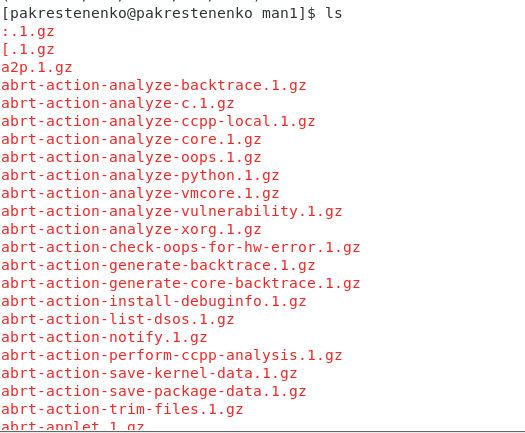 [pakrestenenko@pakrestenenko man1]$ ls
:.1.gz
[.1.gz
a2p.1.gz
abrt-action-analyze-backtrace.1.gz
abrt-action-analyze-c.1.gz
abrt-action-analyze-ccpp-local.1.gz
abrt-action-analyze-core.1.gz
abrt-action-analyze-oops.1.gz
abrt-action-analyze-python.1.gz
abrt-action-analyze-vmcore.1.gz
abrt-action-analyze-vulnerability.1.gz
abrt-action-analyze-xorg.1.gz
abrt-action-check-oops-for-hw-error.1.gz
abrt-action-generate-backtrace.1.gz
abrt-action-generate-core-backtrace.1.gz
abrt-action-install-debuginfo.1.gz
abrt-action-list-dsos.1.gz
abrt-action-notify.1.gz
abrt-action-perform-ccpp-analysis.1.gz
abrt-action-save-kernel-data.1.gz
abrt-action-save-package-data.1.gz
abrt-action-trim-files.1.gz
abrt-applet.1.gz